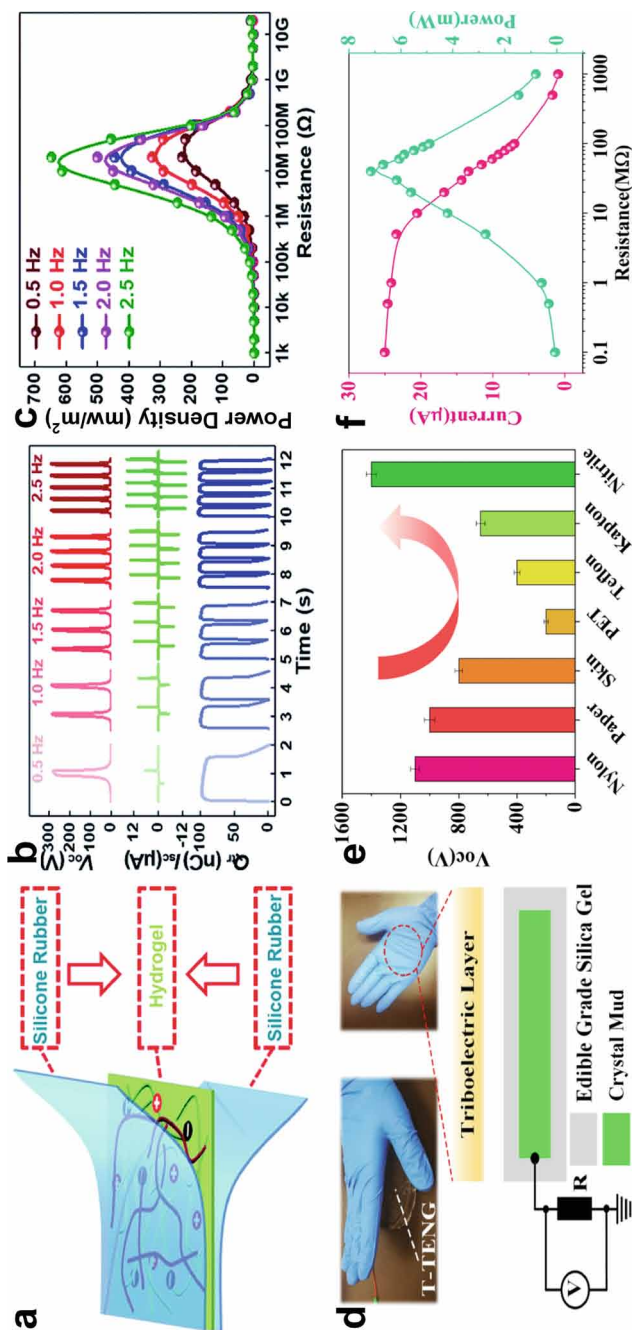 a
Silicone Rubber
Hydrogel
Silicone Rubber
b
0.5 Hz
1.0 Hz
1.5 Hz
2.0 Hz
2.5 Hz
Qtr (nC) Isc(μA) Voc(V)
300
200
100
0
12
0
-12
100
50
0
0 1 2 3 4 5 6 7 8 9 10 11 12
Time (s)
c
0.5 Hz
1.0 Hz
1.5 Hz
2.0 Hz
2.5 Hz
Power Density (mw/m²)
700
600
500
400
300
200
100
0
1k 10k 100k 1M 10M 100M 1G 10G
Resistance (Ω)
d
T-TENG
Triboelectric Layer
V
R
Edible Grade Silica Gel
Crystal Mud
e
Voc(V)
1600
1200
800
400
0
Nylon
Paper
Skin
PET
Teflon
Kapton
Nitrile
f
Current(μA)
30
20
10
0
Power(mW)
8
6
4
2
0
0.1 1 10 100 1000
Resistance(MΩ)